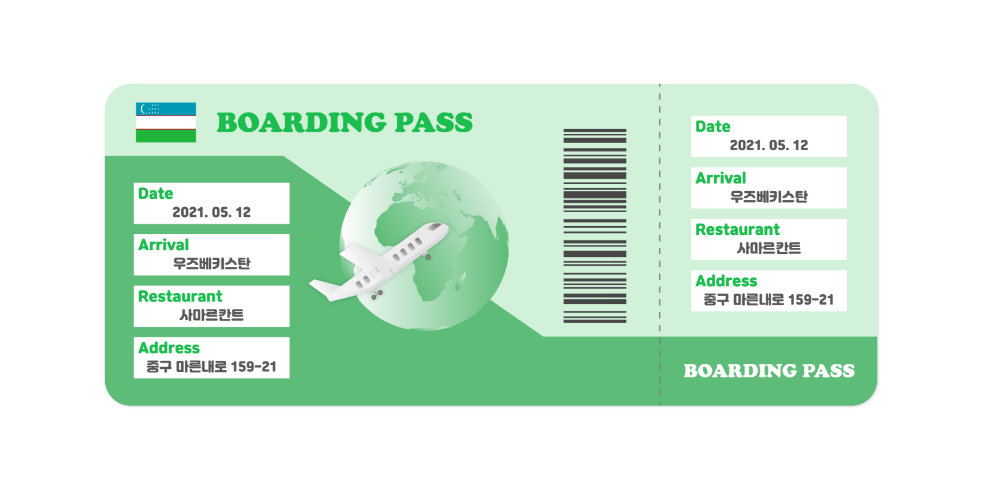 BOARDING PASS
Date
2021. 05. 12
Arrival
우즈베키스탄
Restaurant
사마르칸트
Address
중구 마른내로 159-21
Date
2021. 05. 12
Arrival
우즈베키스탄
Restaurant
사마르칸트
Address
중구 마른내로 159-21
BOARDING PASS